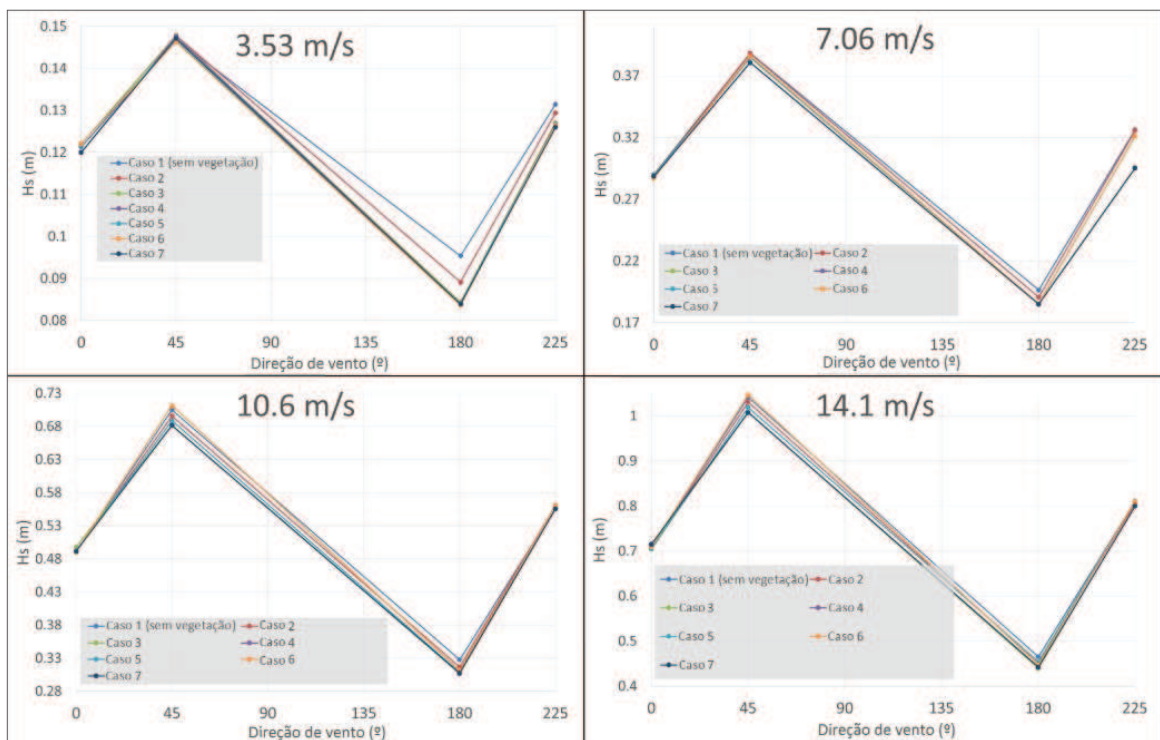 3.53 m/s
Hs (m)
0.15
0.14
0.13
0.12
0.11
0.1
0.09
0.08
Caso 1 (sem vegetação)
Caso 2
Caso 3
Caso 4
Caso 5
Caso 6
Caso 7
0 45 90 135 180 225
Direção de vento (º)
7.06 m/s
Hs (m)
0.37
0.32
0.27
0.22
0.17
Caso 1 (sem vegetação) Caso 2
Caso 3 Caso 4
Caso 5 Caso 6
Caso 7
0 45 90 135 180 225
Direção de vento (º)
10.6 m/s
Hs (m)
0.73
0.68
0.63
0.58
0.53
0.48
0.43
0.38
0.33
0.28
Caso 1 (sem vegetação) Caso 2
Caso 3 Caso 4
Caso 5 Caso 6
Caso 7
0 45 90 135 180 225
Direção de vento (º)
14.1 m/s
Hs (m)
1
0.9
0.8
0.7
0.6
0.5
0.4
Caso 1 (sem vegetação) Caso 2
Caso 3 Caso 4
Caso 5 Caso 6
Caso 7
0 45 90 135 180 225
Direção de vento (º)